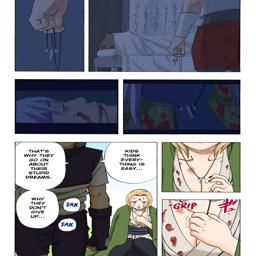 KIDS
THINK
EVERY-
THING IS
EASY...
THAT'S
WHY THEY
GO ON
ABOUT
THEIR
STUPID
DREAMS.
WHY
THEY
DON'T
GIVE
UP...
TAK
TAK
GRIP